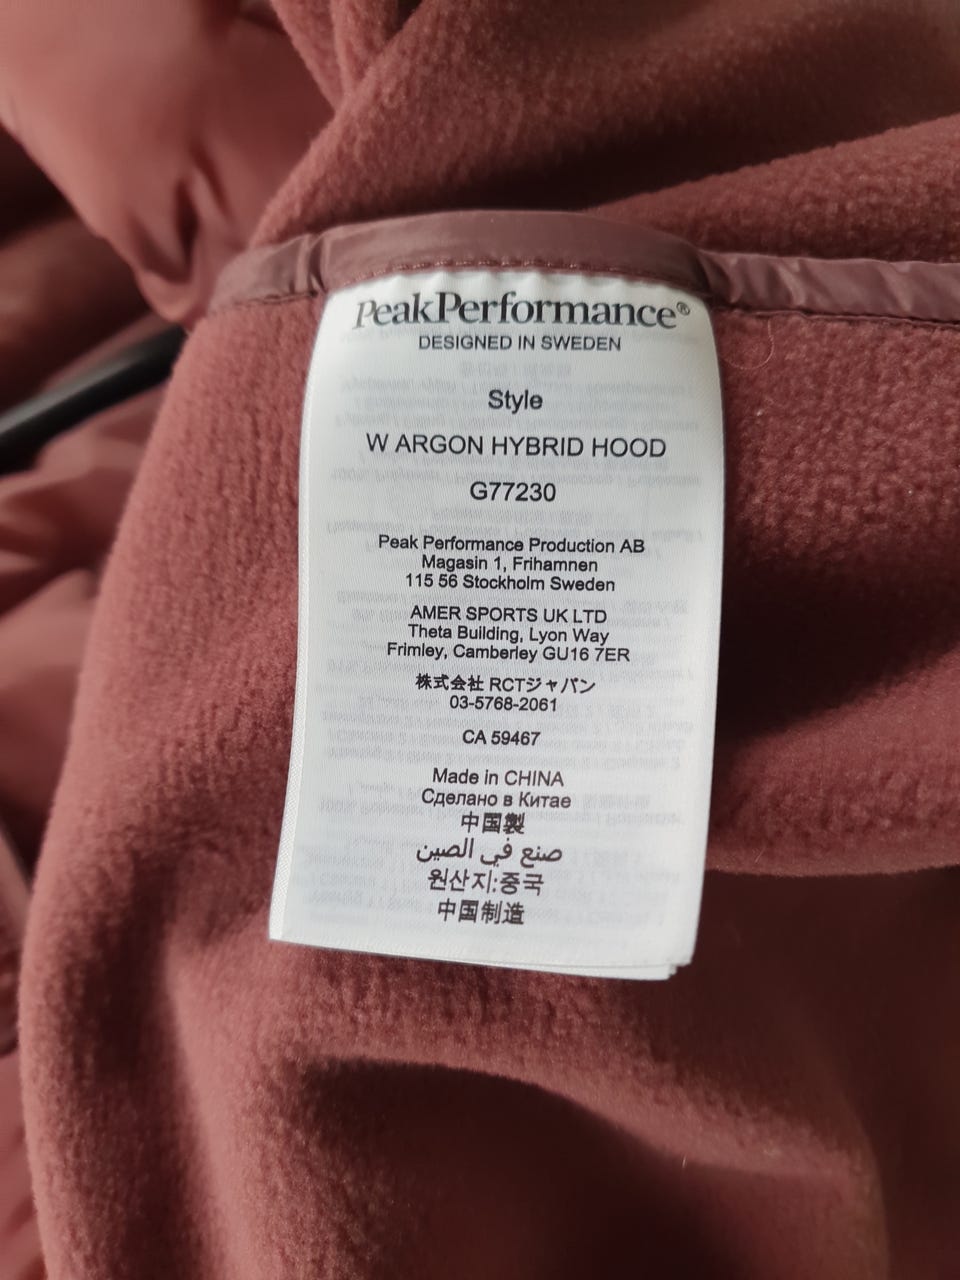 PeakPerformance®
DESIGNED IN SWEDEN
Style
W ARGON HYBRID HOOD
G77230
Peak Performance Production AB
Magasin 1, Frihamnen
115 56 Stockholm Sweden
AMER SPORTS UK LTD
Theta Building, Lyon Way
Frimley, Camberley GU16 7ER
株式会社 RCTジャパン
03-5768-2061
CA 59467
Made in CHINA
Сделано в Китае
中国製
صنع في الصين
원산지:중국
中国制造